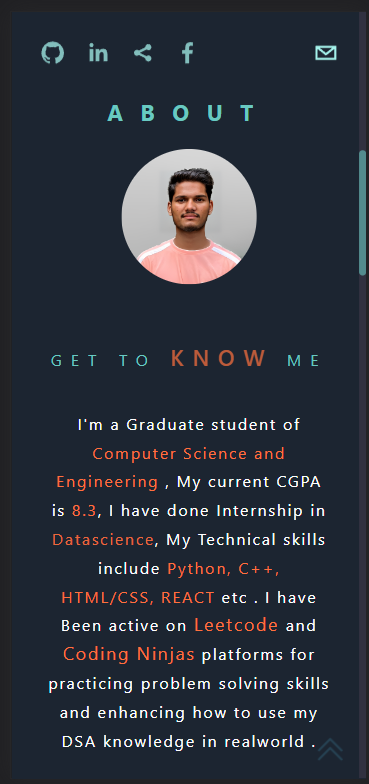 ABOUT
GET TO KNOW ME
I'm a Graduate student of
Computer Science and
Engineering , My current CGPA
is 8.3, I have done Internship in
Datascience, My Technical skills
include Python, C++,
HTML/CSS, REACT etc . I have
Been active on Leetcode and
Coding Ninjas platforms for
practicing problem solving skills
and enhancing how to use my
DSA knowledge in realworld .